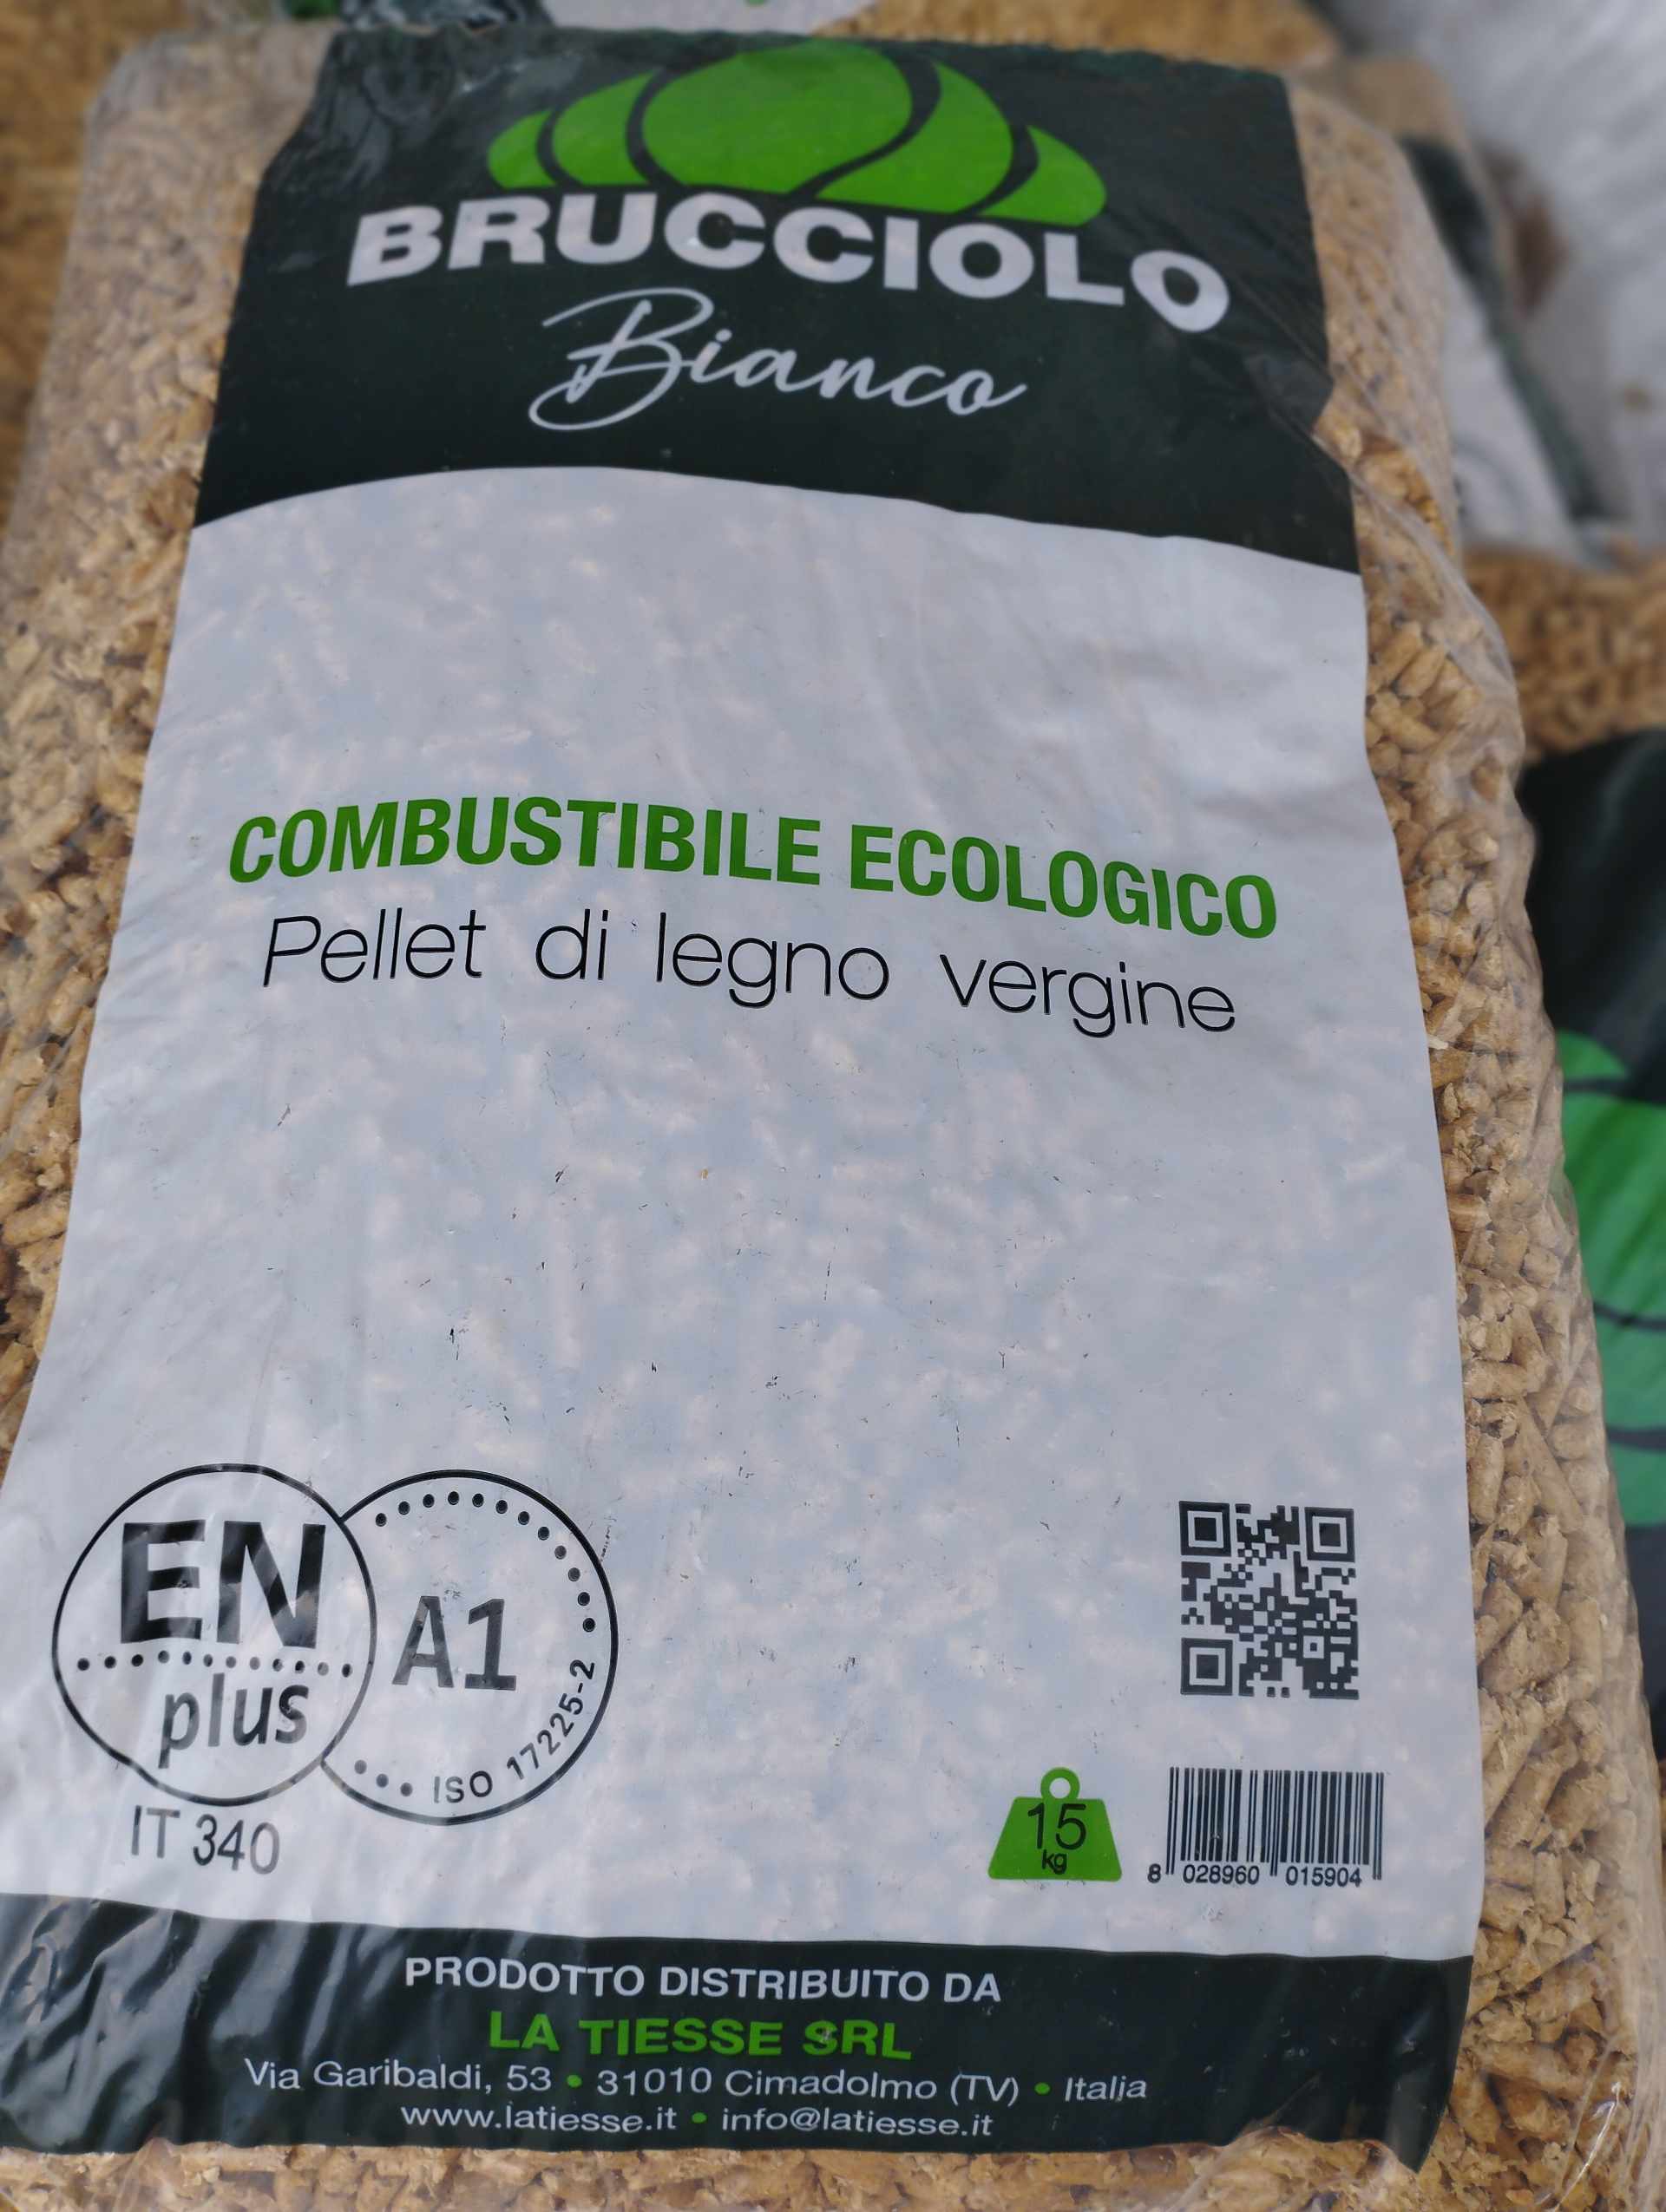 BRUCCIOLO
Bianco
COMBUSTIBILE ECOLOGICO
Pellet di legno vergine
EN
plus
A1
ISO 17225-2
IT 340
15
kg
8 028960 015904
PRODOTTO DISTRIBUITO DA
LA TIESSE SRL
Via Garibaldi, 53 • 31010 Cimadolmo (TV) • Italia
www.latiesse.it • info@latiesse.it